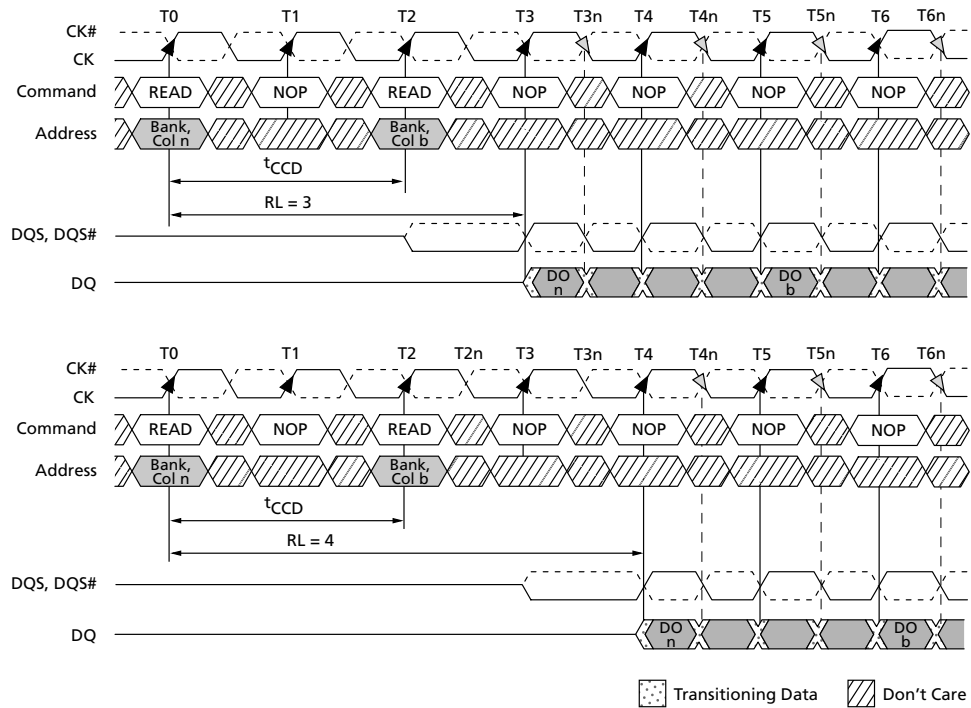 T0 T1 T2 T3 T3n T4 T4n T5 T5n T6 T6n
CK#
CK
Command READ NOP READ NOP NOP NOP NOP
Address Bank, Col n Bank, Col b
tCCD
RL = 3
DQS, DQS#
DQ DO n DO b
T0 T1 T2 T2n T3 T3n T4 T4n T5 T5n T6 T6n
CK#
CK
Command READ NOP READ NOP NOP NOP NOP
Address Bank, Col n Bank, Col b
tCCD
RL = 4
DQS, DQS#
DQ DO n DO b
Transitioning Data Don't Care